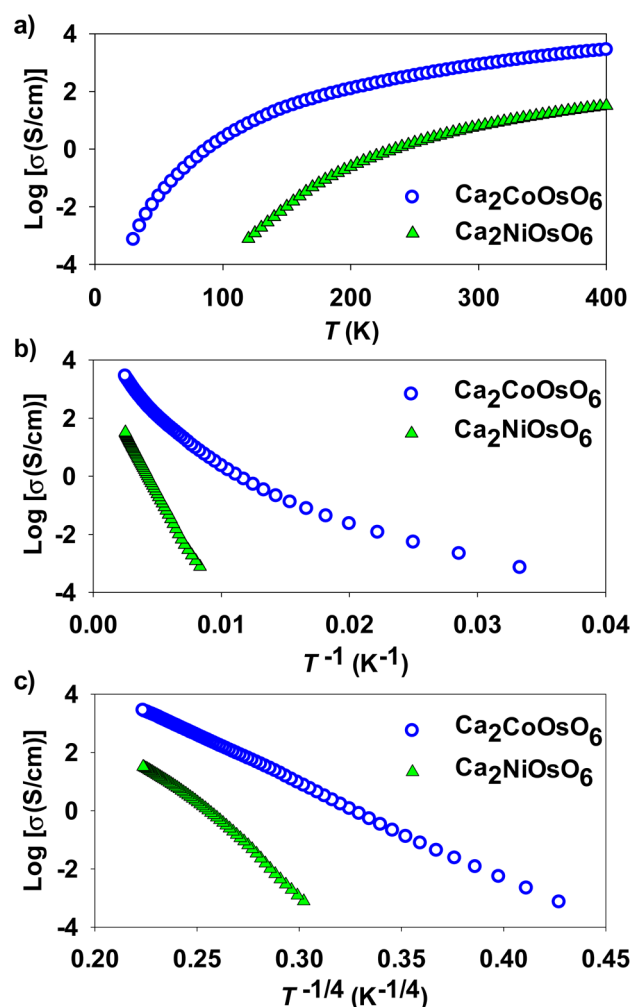 a)
4
2
0
-2
-4
Log [σ(S/cm)]
Ca2CoOsO6
Ca2NiOsO6
0 100 200 300 400
T (K)
b)
4
2
0
-2
-4
Log [σ(S/cm)]
Ca2CoOsO6
Ca2NiOsO6
0.00 0.01 0.02 0.03 0.04
T -1 (K-1)
c)
4
2
0
-2
-4
Log [σ(S/cm)]
Ca2CoOsO6
Ca2NiOsO6
0.20 0.25 0.30 0.35 0.40 0.45
T -1/4 (K-1/4)